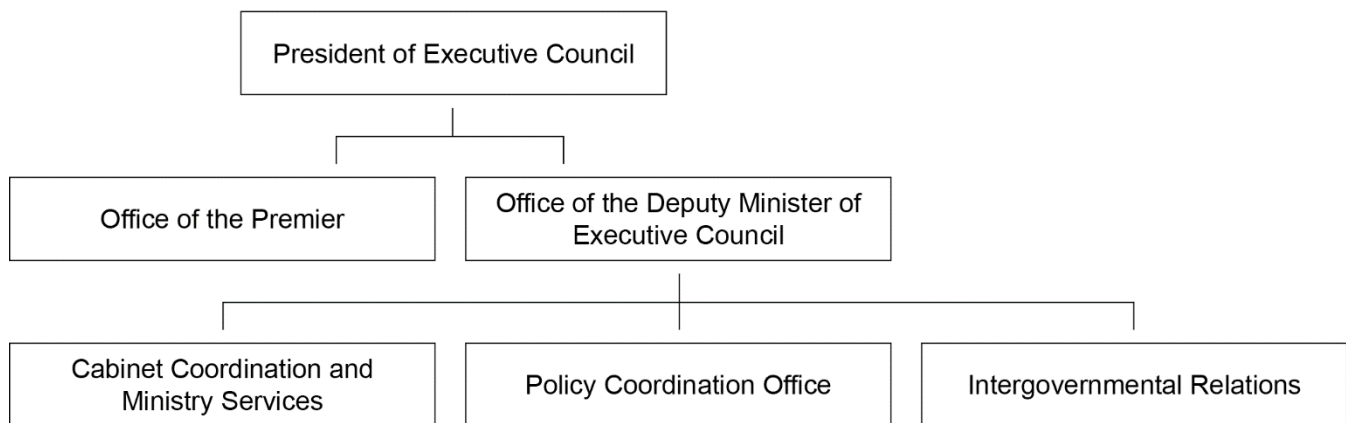 President of Executive Council
Office of the Premier
Office of the Deputy Minister of
Executive Council
Cabinet Coordination and
Ministry Services
Policy Coordination Office
Intergovernmental Relations